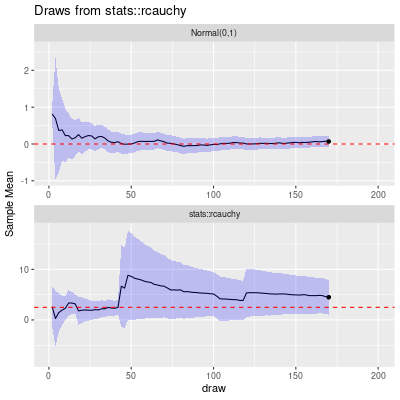 Draws from stats::rcauchy
Normal(0,1)
2
1
0
-1
0 50 100 150 200
stats::rcauchy
10
0
0 50 100 150 200
draw
Sample Mean